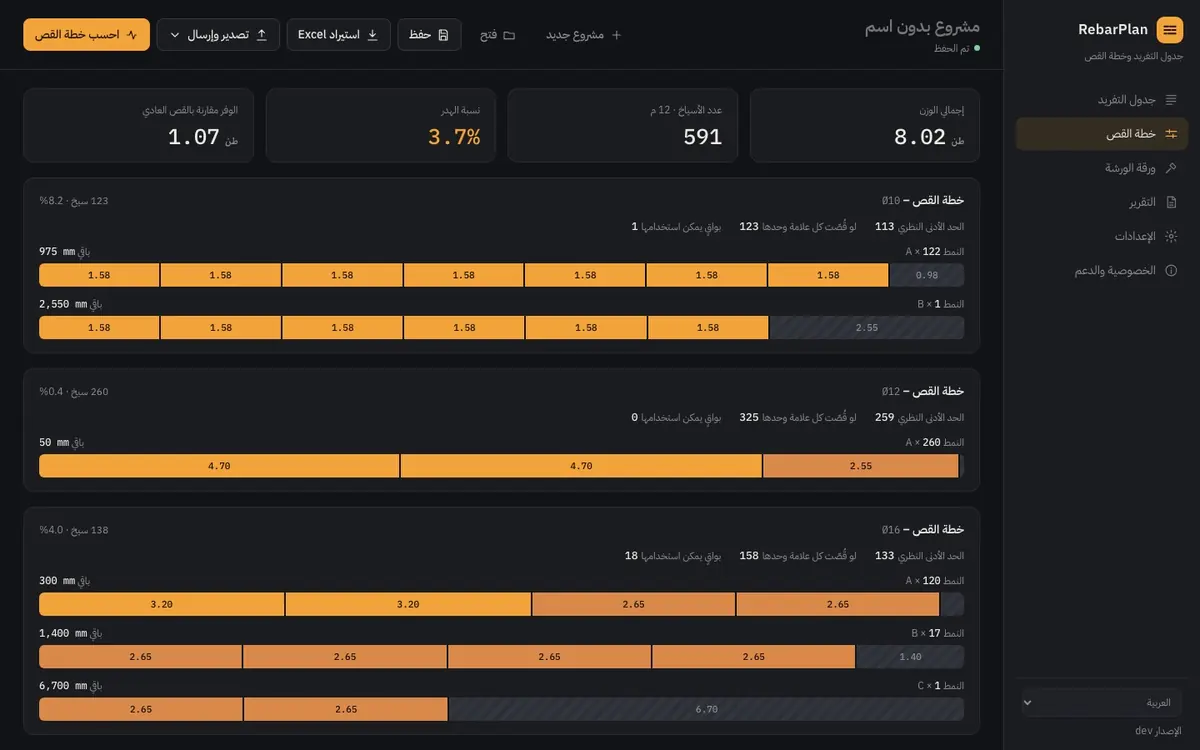 RebarPlan
جدول التفريد وخطة القص
جدول التفريد
خطة القص
ورقة الورشة
التقرير
الإعدادات
الخصوصية والدعم
العربية
الإصدار dev
مشروع بدون اسم
تم الحفظ
مشروع جديد
فتح
حفظ
استيراد Excel
تصدير وإرسال
احسب خطة القص
إجمالي الوزن
8.02 طن
عدد الأسياخ · 12 م
591
نسبة الهدر
3.7%
الوفر مقارنة بالقص العادي
1.07 طن
خطة القص – Ø10
123 سيخ · 8.2%
الحد الأدنى النظري 113 لو قُصّت كل علامة وحدها 123 بواقٍ يمكن استخدامها 1
النمط A × 122
باقي 975 mm
1.58 1.58 1.58 1.58 1.58 1.58 1.58 0.98
النمط B × 1
باقي 2,550 mm
1.58 1.58 1.58 1.58 1.58 1.58 2.55
خطة القص – Ø12
260 سيخ · 0.4%
الحد الأدنى النظري 259 لو قُصّت كل علامة وحدها 325 بواقٍ يمكن استخدامها 0
النمط A × 260
باقي 50 mm
4.70 4.70 2.55
خطة القص – Ø16
138 سيخ · 4.0%
الحد الأدنى النظري 133 لو قُصّت كل علامة وحدها 158 بواقٍ يمكن استخدامها 18
النمط A × 120
باقي 300 mm
3.20 3.20 2.65 2.65
النمط B × 17
باقي 1,400 mm
2.65 2.65 2.65 2.65 1.40
النمط C × 1
باقي 6,700 mm
2.65 2.65 6.70